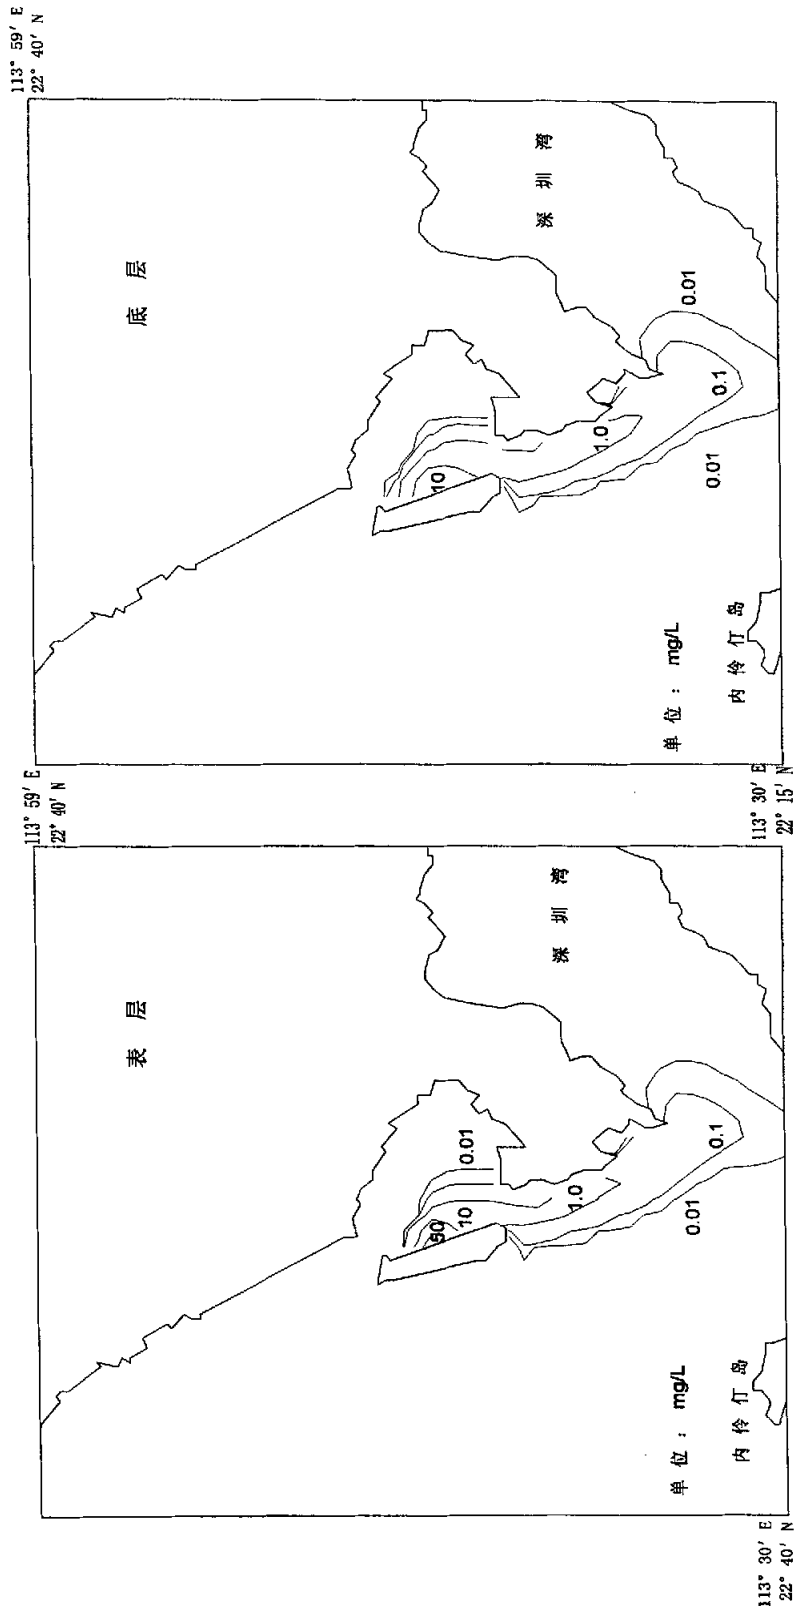 113° 59′ E
22° 40′ N
底层
深圳湾
0.01
0.1
1.0
10
0.01
单位： mg/L
内伶仃岛
113° 30′ E
22° 15′ N
113° 59′ E
22° 40′ N
表层
深圳湾
0.01
50
10
1.0
0.1
0.01
单位： mg/L
内伶仃岛
113° 30′ E
22° 40′ N